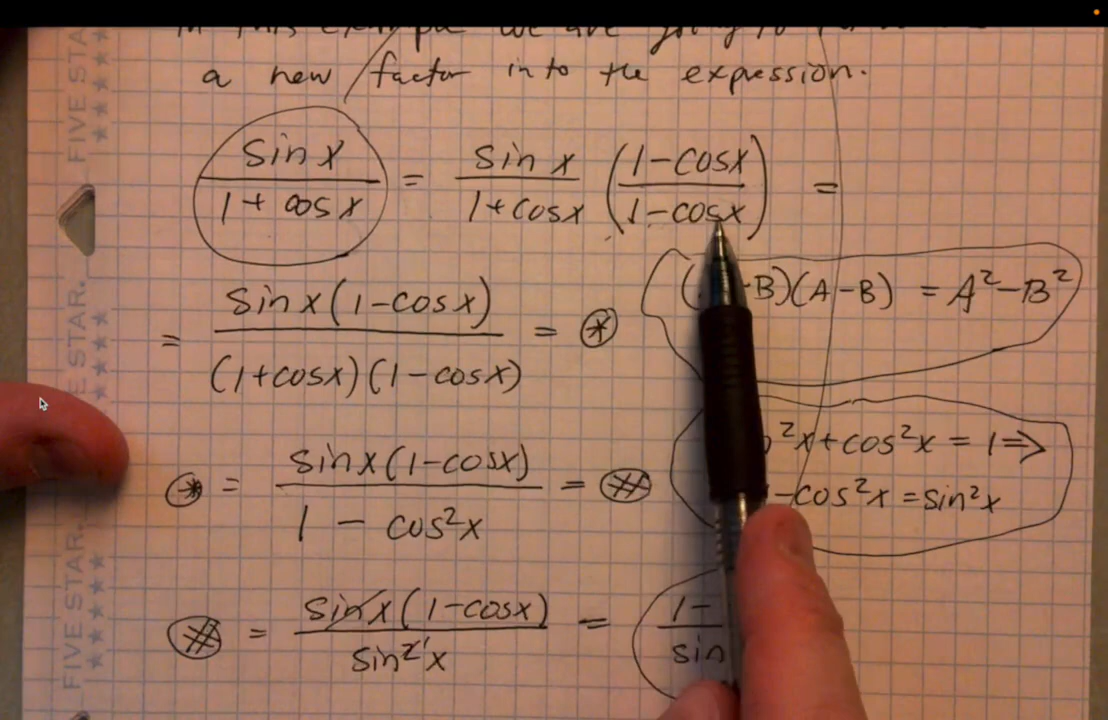 a new factor into the expression.
sin x / 1 + cos x = sin x / 1 + cos x (1 - cos x / 1 - cos x) =
= sin x (1 - cos x) / (1 + cos x)(1 - cos x) = *
-B)(A - B) = A² - B²
* = sin x (1 - cos x) / 1 - cos²x = #
²x + cos²x = 1 ⇒
- cos²x = sin²x
# = sin x (1 - cos x) / sin²x = 1 - / sin
FIVE STAR.
FIVE STAR.